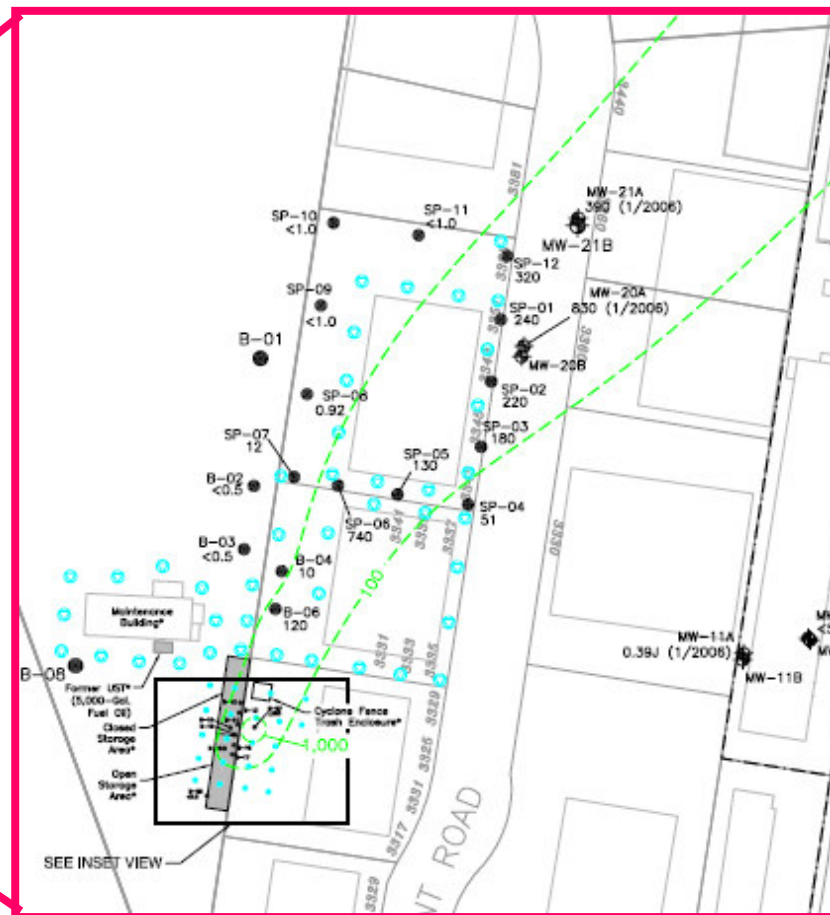 3440
3381
MW-21A
390 (1/2006)
MW-21B
SP-10
<1.0
SP-11
<1.0
SP-12
320
MW-20A
830 (1/2006)
SP-09
<1.0
SP-01
240
B-01
MW-20B
3360
SP-02
220
SP-08
0.92
3345
SP-03
180
SP-07
12
SP-05
130
B-02
<0.5
SP-06
740
3341
3337
SP-04
51
3330
B-03
<0.5
B-04
10
100
B-06
120
Maintenance
Building*
3331
3333
3335
MW-11A
0.39J (1/2006)
MW-11B
B-08
Former UST*
(5,000-Gal.
Fuel Oil)
Closed
Storage
Area*
Open
Storage
Area*
Cyclone Fence
Trash Enclosure*
1,000
3329
3325
3331
3317
3329
SEE INSET VIEW
NT ROAD